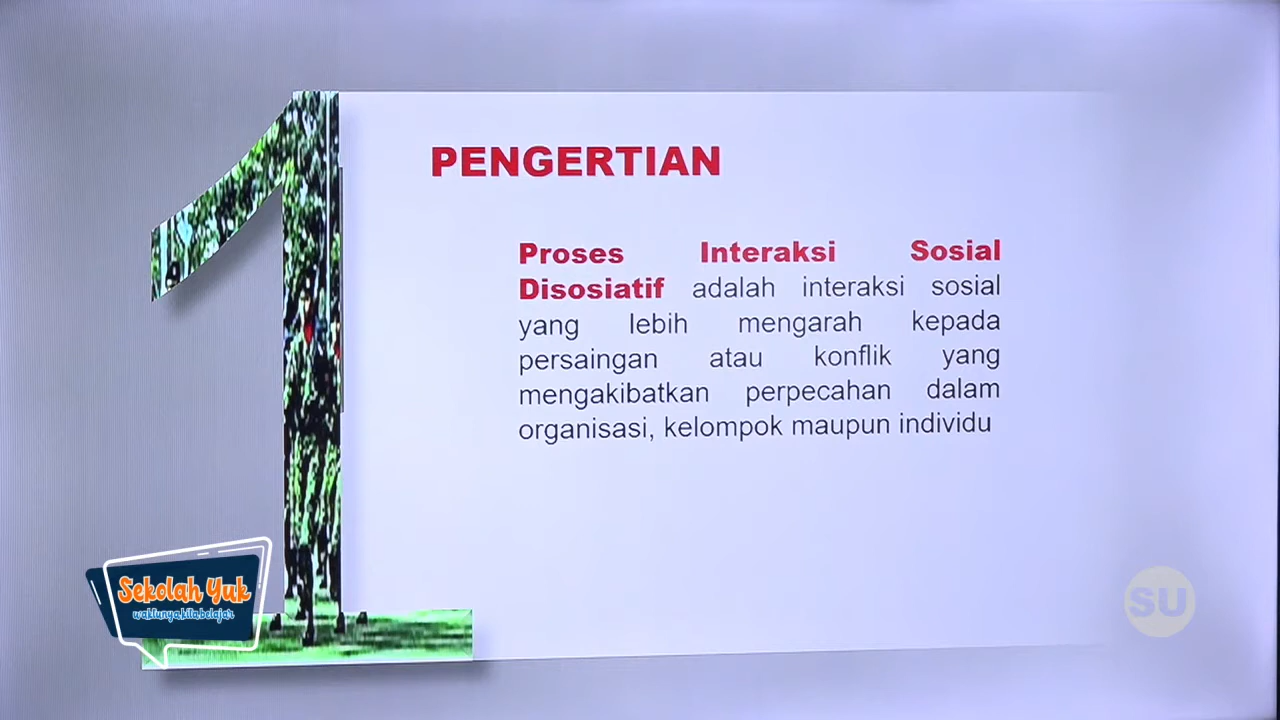 1
PENGERTIAN
Proses Interaksi Sosial
Disosiatif adalah interaksi sosial
yang lebih mengarah kepada
persaingan atau konflik yang
mengakibatkan perpecahan dalam
organisasi, kelompok maupun individu
Sekolah Yuk
waktunya kita belajar
SU